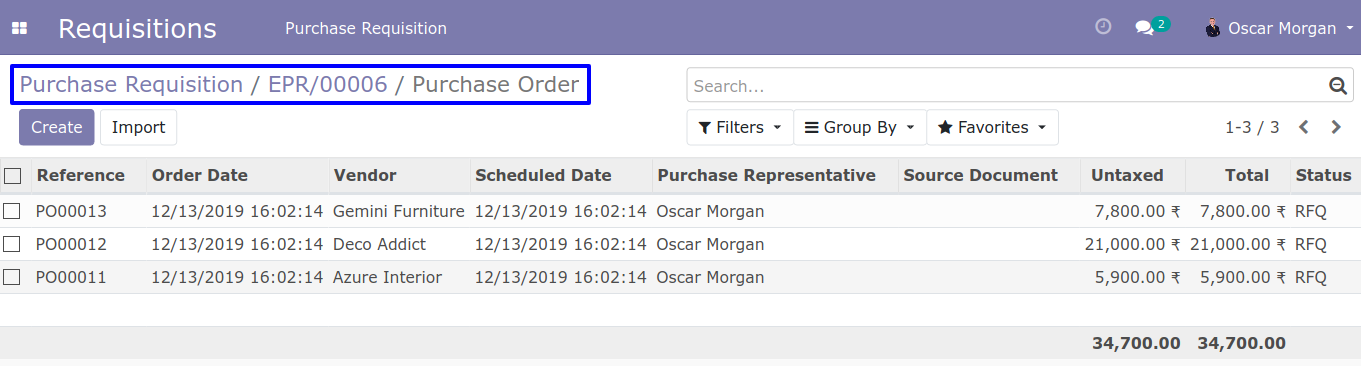 Requisitions Purchase Requisition 2 Oscar Morgan
Purchase Requisition / EPR/00006 / Purchase Order Search...
Create Import Filters Group By Favorites 1-3 / 3
Reference Order Date Vendor Scheduled Date Purchase Representative Source Document Untaxed Total Status
PO00013 12/13/2019 16:02:14 Gemini Furniture 12/13/2019 16:02:14 Oscar Morgan 7,800.00 ₹ 7,800.00 ₹ RFQ
PO00012 12/13/2019 16:02:14 Deco Addict 12/13/2019 16:02:14 Oscar Morgan 21,000.00 ₹ 21,000.00 ₹ RFQ
PO00011 12/13/2019 16:02:14 Azure Interior 12/13/2019 16:02:14 Oscar Morgan 5,900.00 ₹ 5,900.00 ₹ RFQ
34,700.00 34,700.00